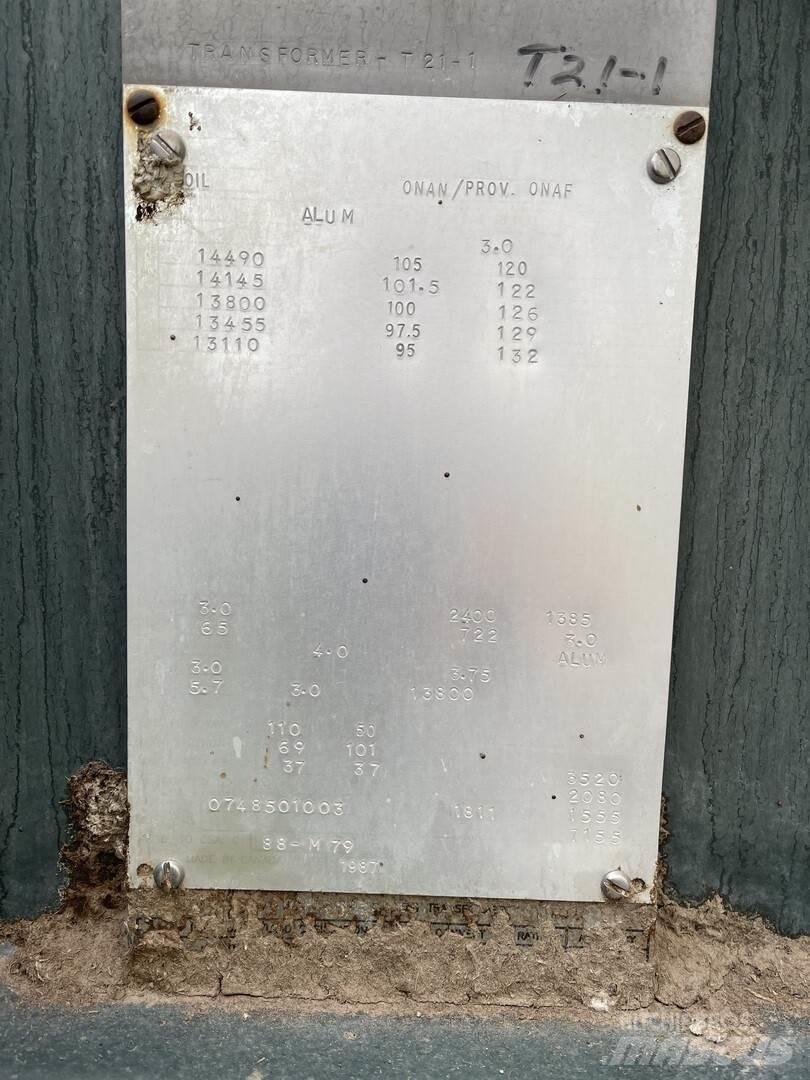 TRANSFORMER - T 21-1 T21-1
OIL ONAN/PROV. ONAF
ALUM
3.0
14490 105 120
14145 101.5 122
13800 100 126
13455 97.5 129
13110 95 132
3.0 2400 1385
65 722 3.0
4.0 ALUM
3.0 3.75
5.7 3.0 13800
110 50
69 101
37 37
3520
2080
0748501003 1811 1555
7155
88-M79
MADE IN CANADA 1987
MASCUS